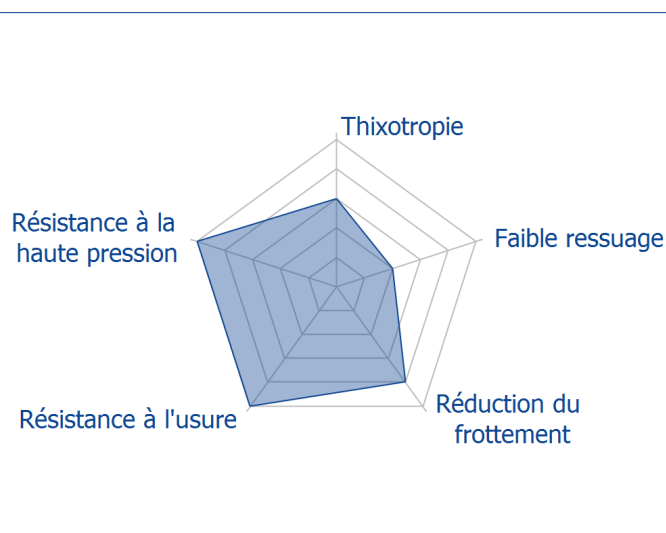 Thixotropie
Résistance à la
haute pression
Faible ressuage
Résistance à l'usure
Réduction du
frottement